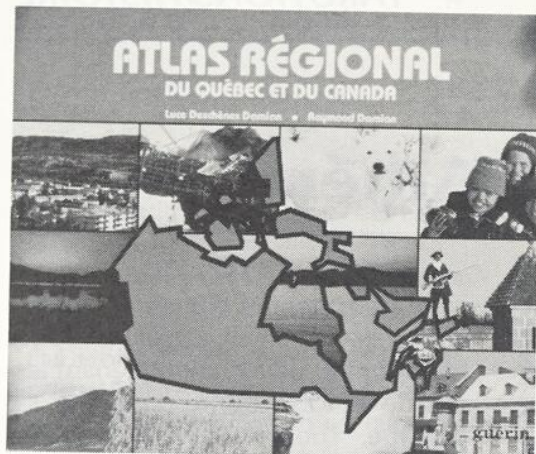 ATLAS RÉGIONAL
DU QUÉBEC ET DU CANADA
Luce Deschênes Damian • Raymond Damian
guérin